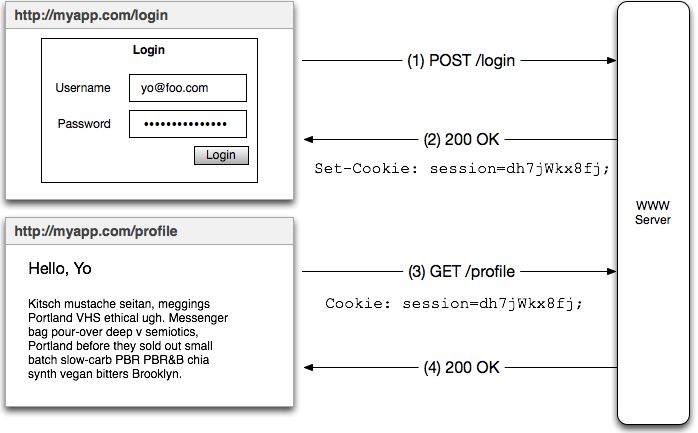 http://myapp.com/login
Login
Username
yo@foo.com
Password
•••••••••••••••
Login
(1) POST /login
(2) 200 OK
Set-Cookie: session=dh7jWkx8fj;
WWW
Server
http://myapp.com/profile
Hello, Yo
Kitsch mustache seitan, meggings
Portland VHS ethical ugh. Messenger
bag pour-over deep v semiotics,
Portland before they sold out small
batch slow-carb PBR PBR&B chia
synth vegan bitters Brooklyn.
(3) GET /profile
Cookie: session=dh7jWkx8fj;
(4) 200 OK